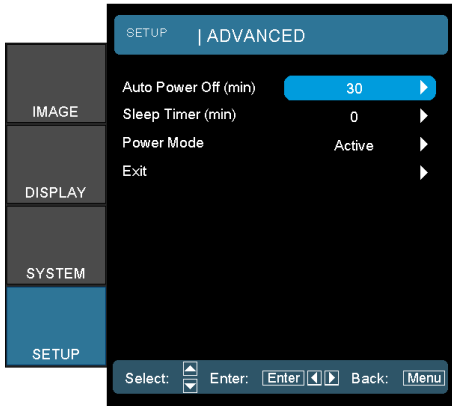 SETUP | ADVANCED
IMAGE
DISPLAY
SYSTEM
SETUP
Auto Power Off (min) 30
Sleep Timer (min) 0
Power Mode Active
Exit
Select: Enter: Enter Back: Menu